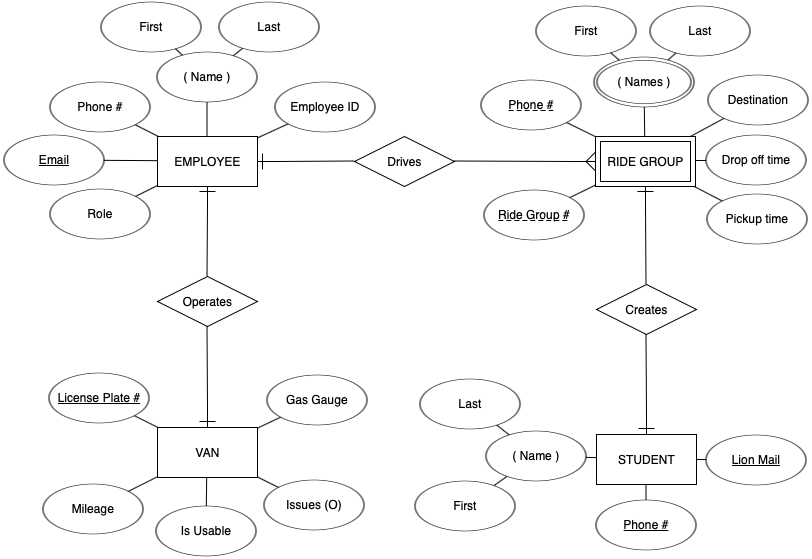 First
Last
First
Last
( Name )
( Names )
Phone #
Employee ID
Phone #
Destination
Email
EMPLOYEE
Drives
RIDE GROUP
Drop off time
Role
Ride Group #
Pickup time
Operates
Creates
License Plate #
Gas Gauge
Last
VAN
( Name )
STUDENT
Lion Mail
Mileage
Is Usable
Issues (O)
First
Phone #